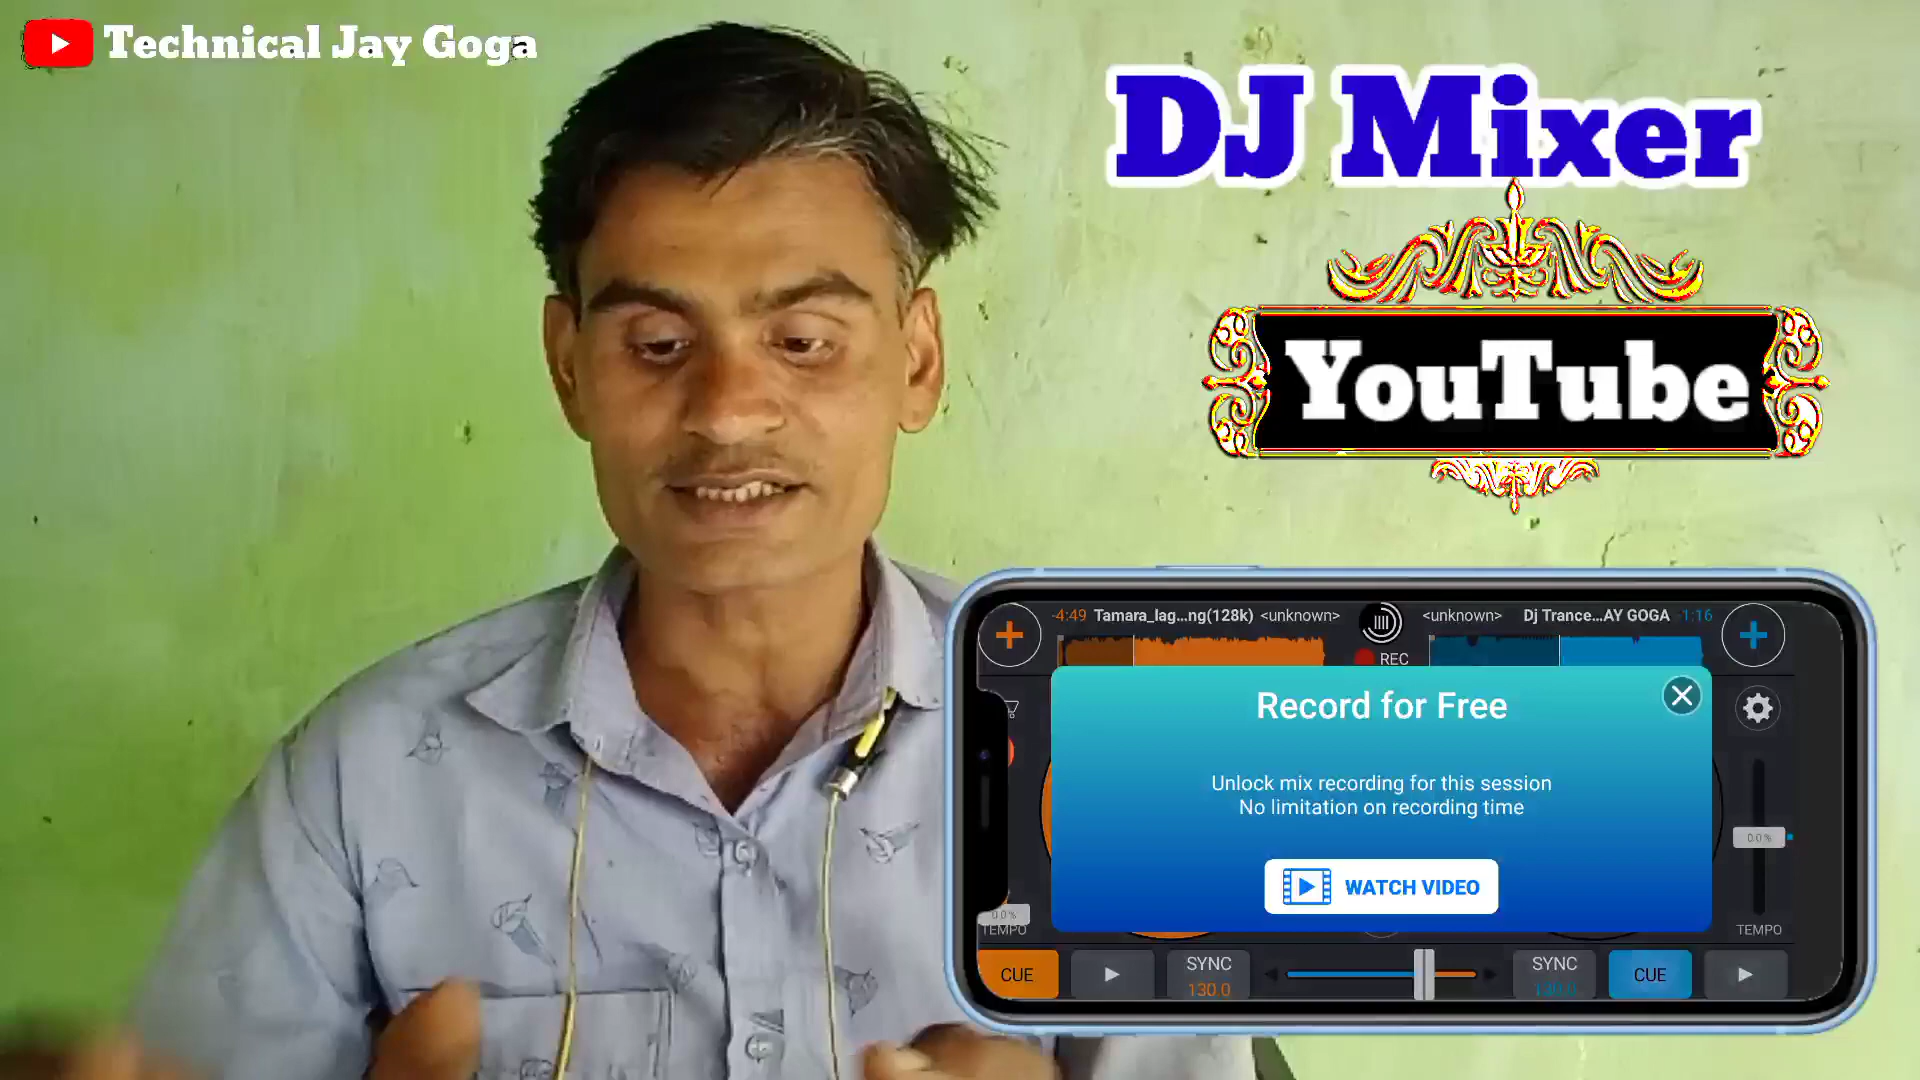 Technical Jay Goga
DJ Mixer
YouTube
-4:49 Tamara_lag...ng(128k) <unknown>
<unknown> Dj Trance...AY GOGA -1:16
REC
Record for Free
Unlock mix recording for this session
No limitation on recording time
WATCH VIDEO
0.0%
TEMPO
0.0%
TEMPO
CUE
SYNC
130.0
SYNC
130.0
CUE